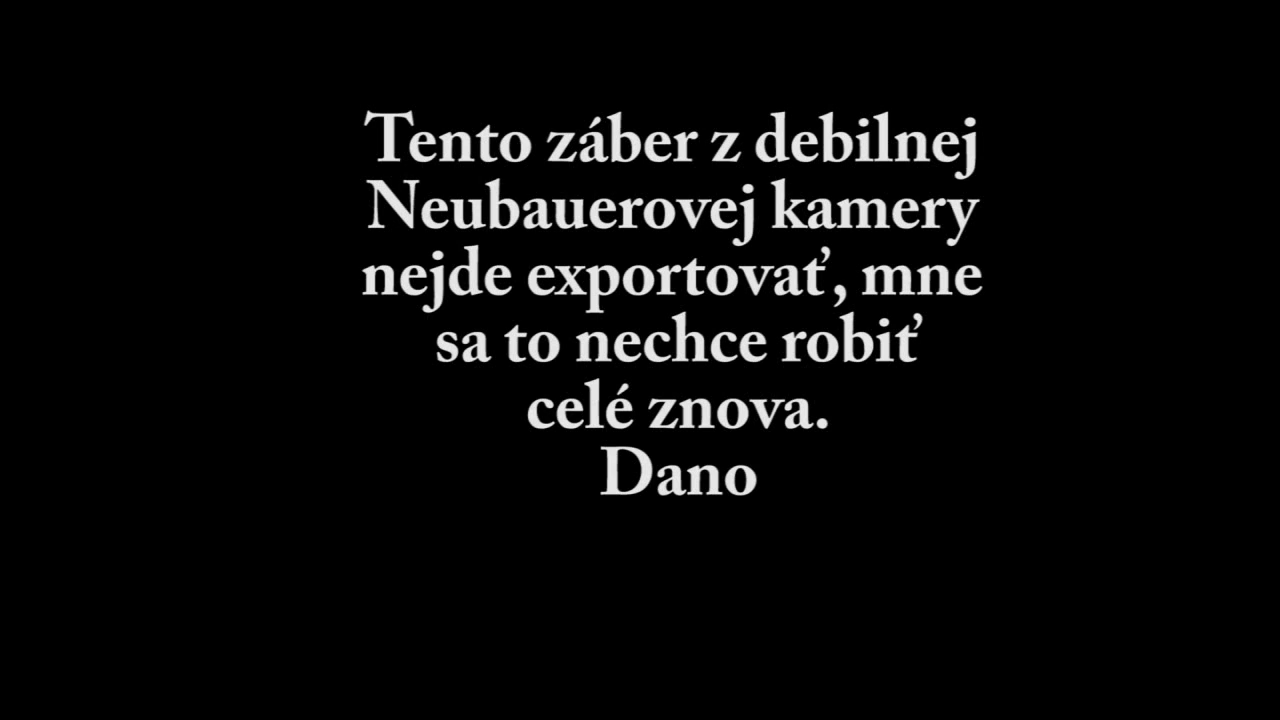 Tento záber z debilnej
Neubauerovej kamery
nejde exportovať, mne
sa to nechce robiť
celé znova.
Dano